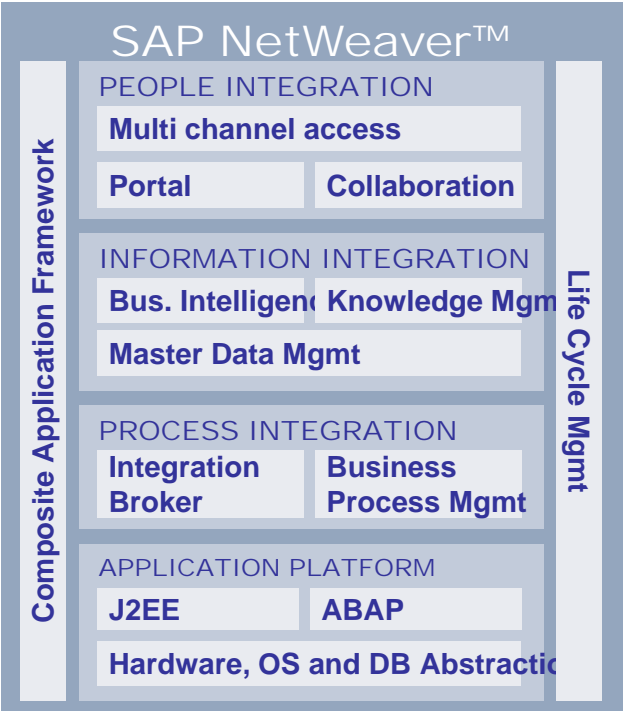 SAP NetWeaver™
Composite Application Framework
PEOPLE INTEGRATION
Multi channel access
Portal
Collaboration
INFORMATION INTEGRATION
Bus. Intelligenc
Knowledge Mgm
Master Data Mgmt
PROCESS INTEGRATION
Integration
Broker
Business
Process Mgmt
APPLICATION PLATFORM
J2EE
ABAP
Hardware, OS and DB Abstractio
Life Cycle Mgmt